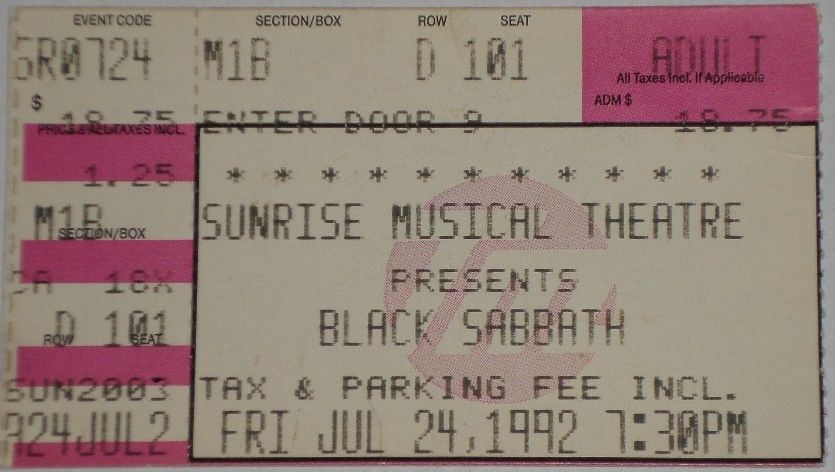 EVENT CODE SECTION/BOX ROW SEAT
SR0724 M1B D 101 ADULT
All Taxes Incl. If Applicable
$ 18.75 ENTER DOOR 9 ADM $ 18.75
PRICE & ALL TAXES INCL.
1.25 * * * * * * * * * * *
M1B SUNRISE MUSICAL THEATRE
SECTION/BOX
CA 18X PRESENTS
D 101 BLACK SABBATH
ROW SEAT
SUN2003 TAX & PARKING FEE INCL.
A24JUL2 FRI JUL 24,1992 7:30PM